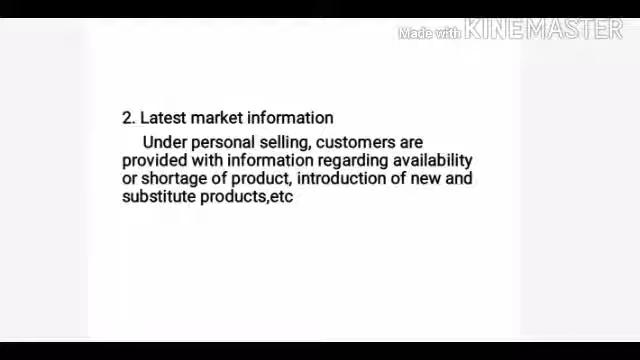 Made with KINEMASTER
2. Latest market information
Under personal selling, customers are
provided with information regarding availability
or shortage of product, introduction of new and
substitute products,etc